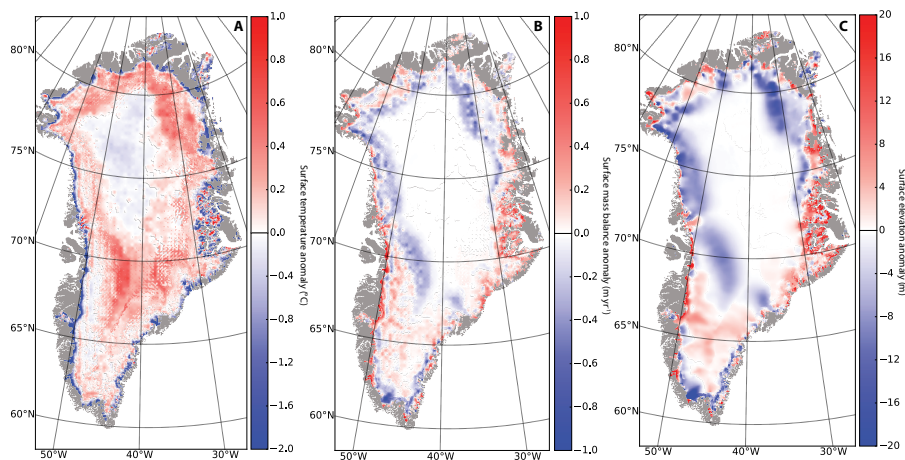 A
80°N
75°N
70°N
65°N
60°N
50°W
40°W
30°W
1.0
0.8
0.6
0.4
0.2
0.0
−0.4
−0.8
−1.2
−1.6
−2.0
Surface temperature anomaly (°C)
B
80°N
75°N
70°N
65°N
60°N
50°W
40°W
30°W
1.0
0.8
0.6
0.4
0.2
0.0
−0.2
−0.4
−0.6
−0.8
−1.0
Surface mass balance anomaly (m yr⁻¹)
C
80°N
75°N
70°N
65°N
60°N
50°W
40°W
30°W
20
16
12
8
4
0
−4
−8
−12
−16
−20
Surface elevation anomaly (m)